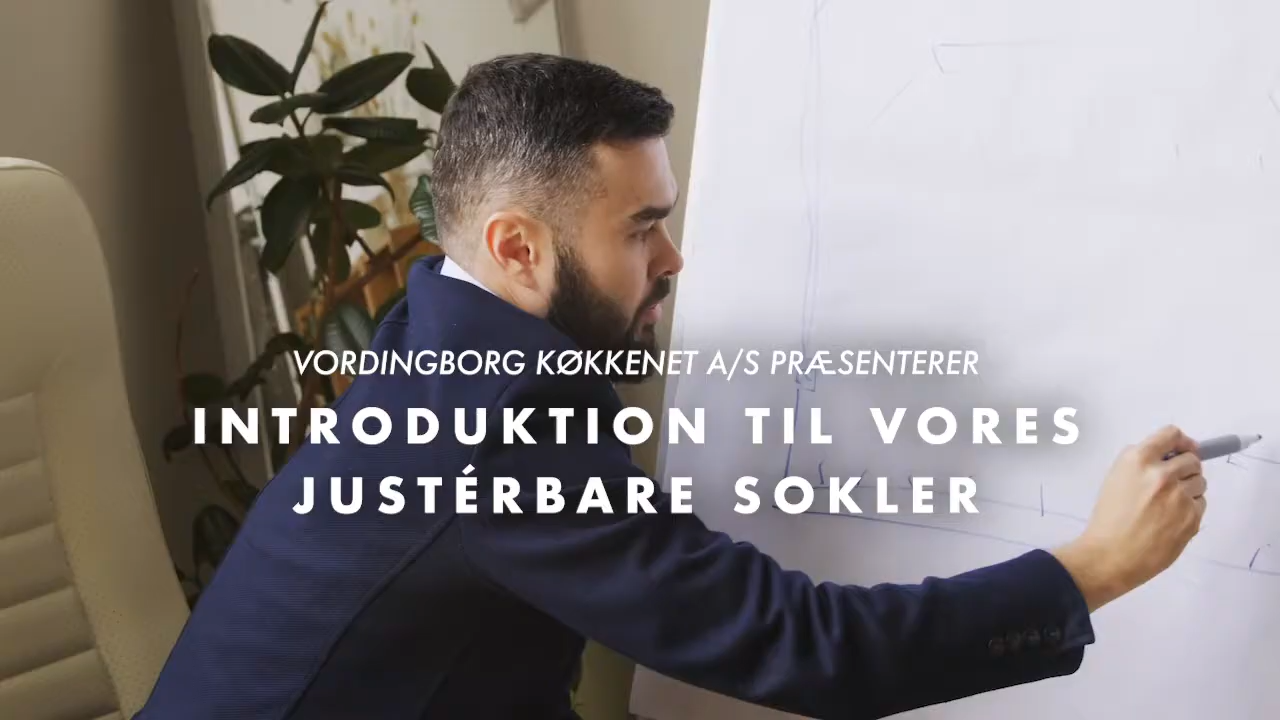 VORDINGBORG KØKKENET A/S PRÆSENTERER
INTRODUKTION TIL VORES
JUSTÉRBARE SOKLER